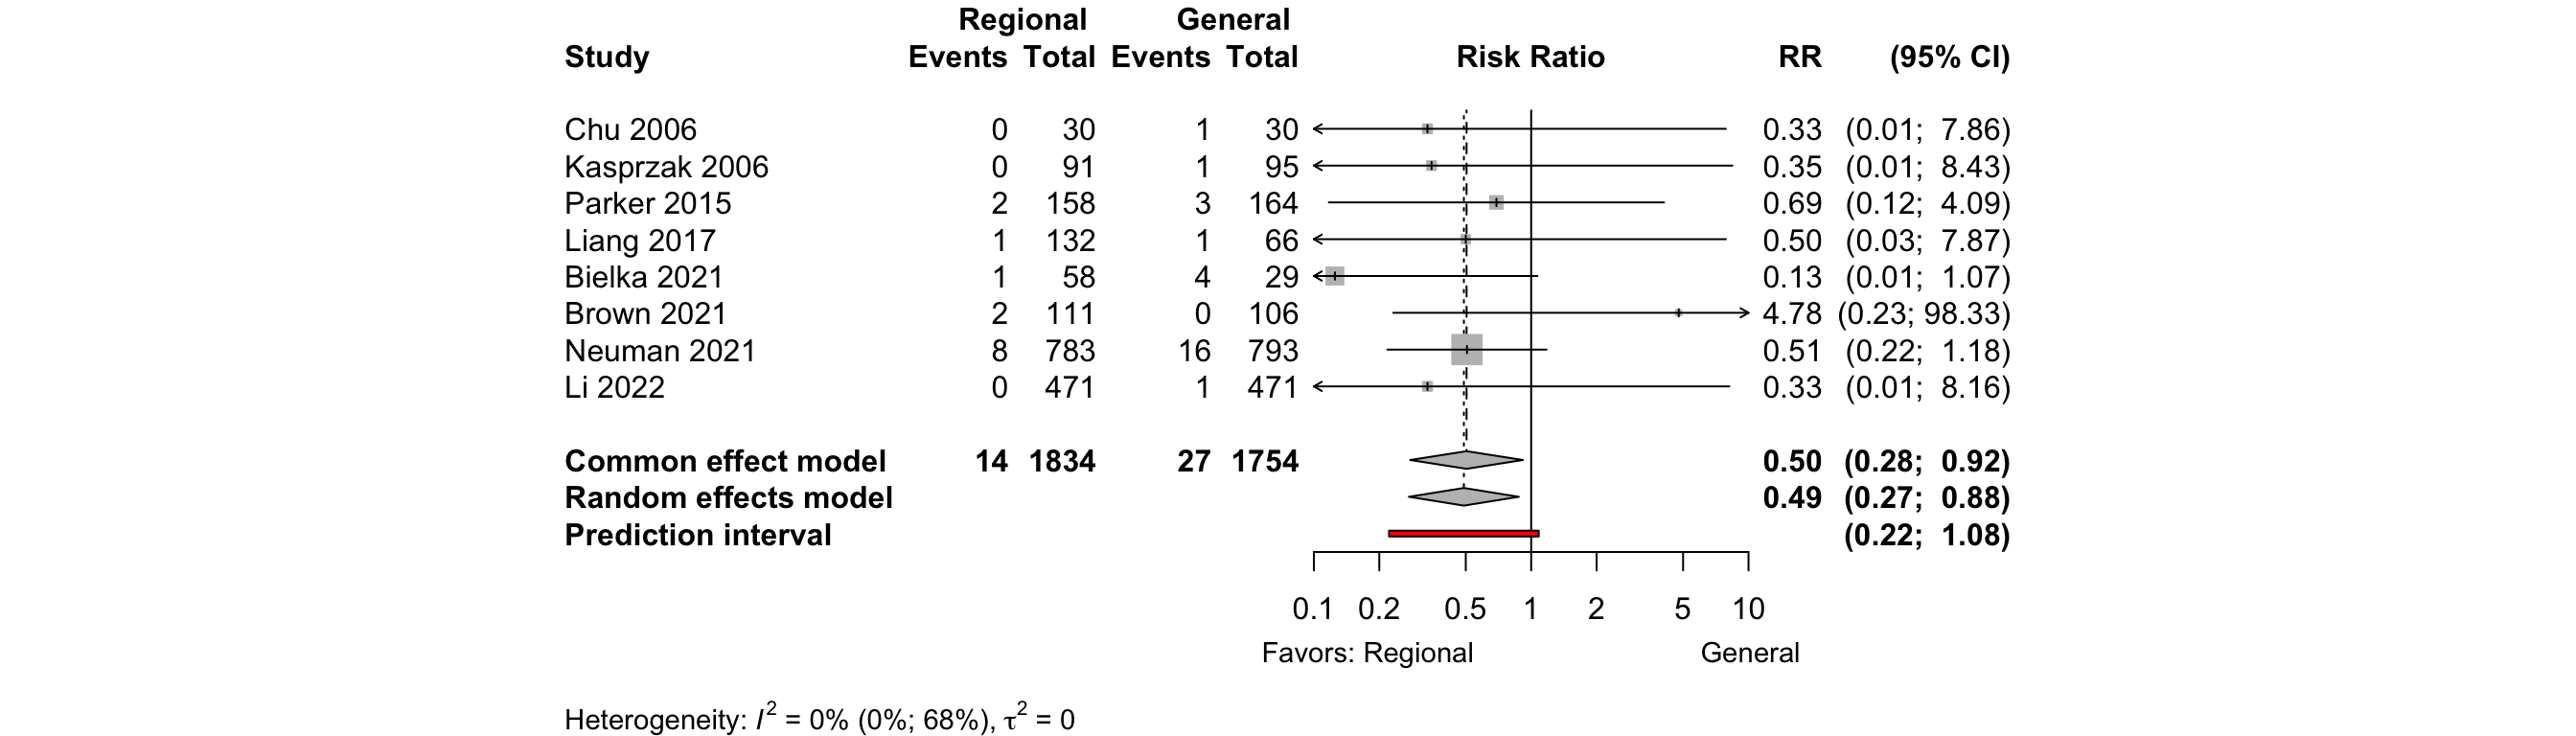 Regional General
Study Events Total Events Total Risk Ratio RR (95% CI)
Chu 2006 0 30 1 30 0.33 (0.01; 7.86)
Kasprzak 2006 0 91 1 95 0.35 (0.01; 8.43)
Parker 2015 2 158 3 164 0.69 (0.12; 4.09)
Liang 2017 1 132 1 66 0.50 (0.03; 7.87)
Bielka 2021 1 58 4 29 0.13 (0.01; 1.07)
Brown 2021 2 111 0 106 4.78 (0.23; 98.33)
Neuman 2021 8 783 16 793 0.51 (0.22; 1.18)
Li 2022 0 471 1 471 0.33 (0.01; 8.16)
Common effect model 14 1834 27 1754 0.50 (0.28; 0.92)
Random effects model 0.49 (0.27; 0.88)
Prediction interval (0.22; 1.08)
0.1 0.2 0.5 1 2 5 10
Favors: Regional General
Heterogeneity: I² = 0% (0%; 68%), τ² = 0